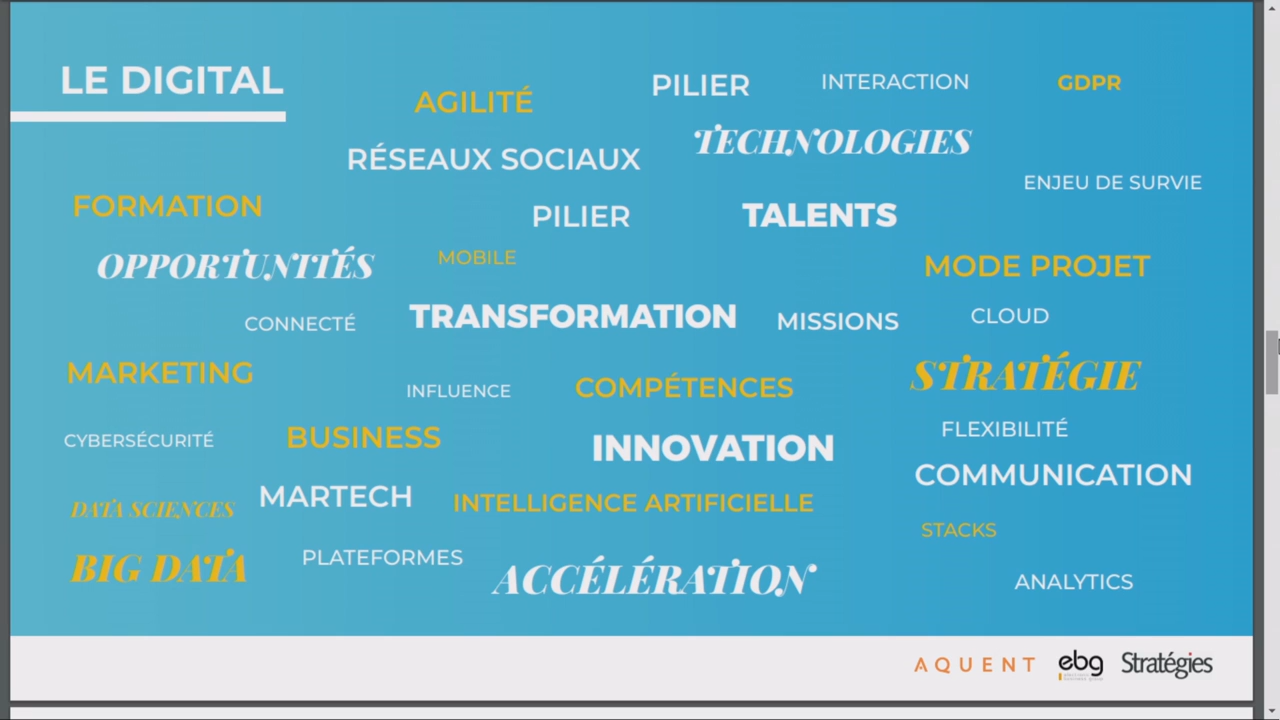 LE DIGITAL
AGILITÉ
PILIER
INTERACTION
GDPR
TECHNOLOGIES
RÉSEAUX SOCIAUX
ENJEU DE SURVIE
FORMATION
PILIER
TALENTS
OPPORTUNITÉS
MOBILE
MODE PROJET
CONNECTÉ
TRANSFORMATION
MISSIONS
CLOUD
MARKETING
INFLUENCE
COMPÉTENCES
STRATÉGIE
CYBERSÉCURITÉ
BUSINESS
INNOVATION
FLEXIBILITÉ
COMMUNICATION
DATA SCIENCES
MARTECH
INTELLIGENCE ARTIFICIELLE
STACKS
BIG DATA
PLATEFORMES
ACCÉLÉRATION
ANALYTICS
AQUENT
ebg
Stratégies